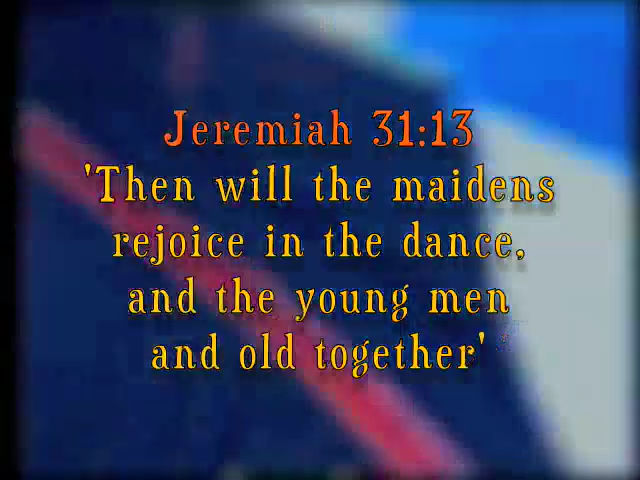 Jeremiah 31:13
'Then will the maidens
rejoice in the dance,
and the young men
and old together'